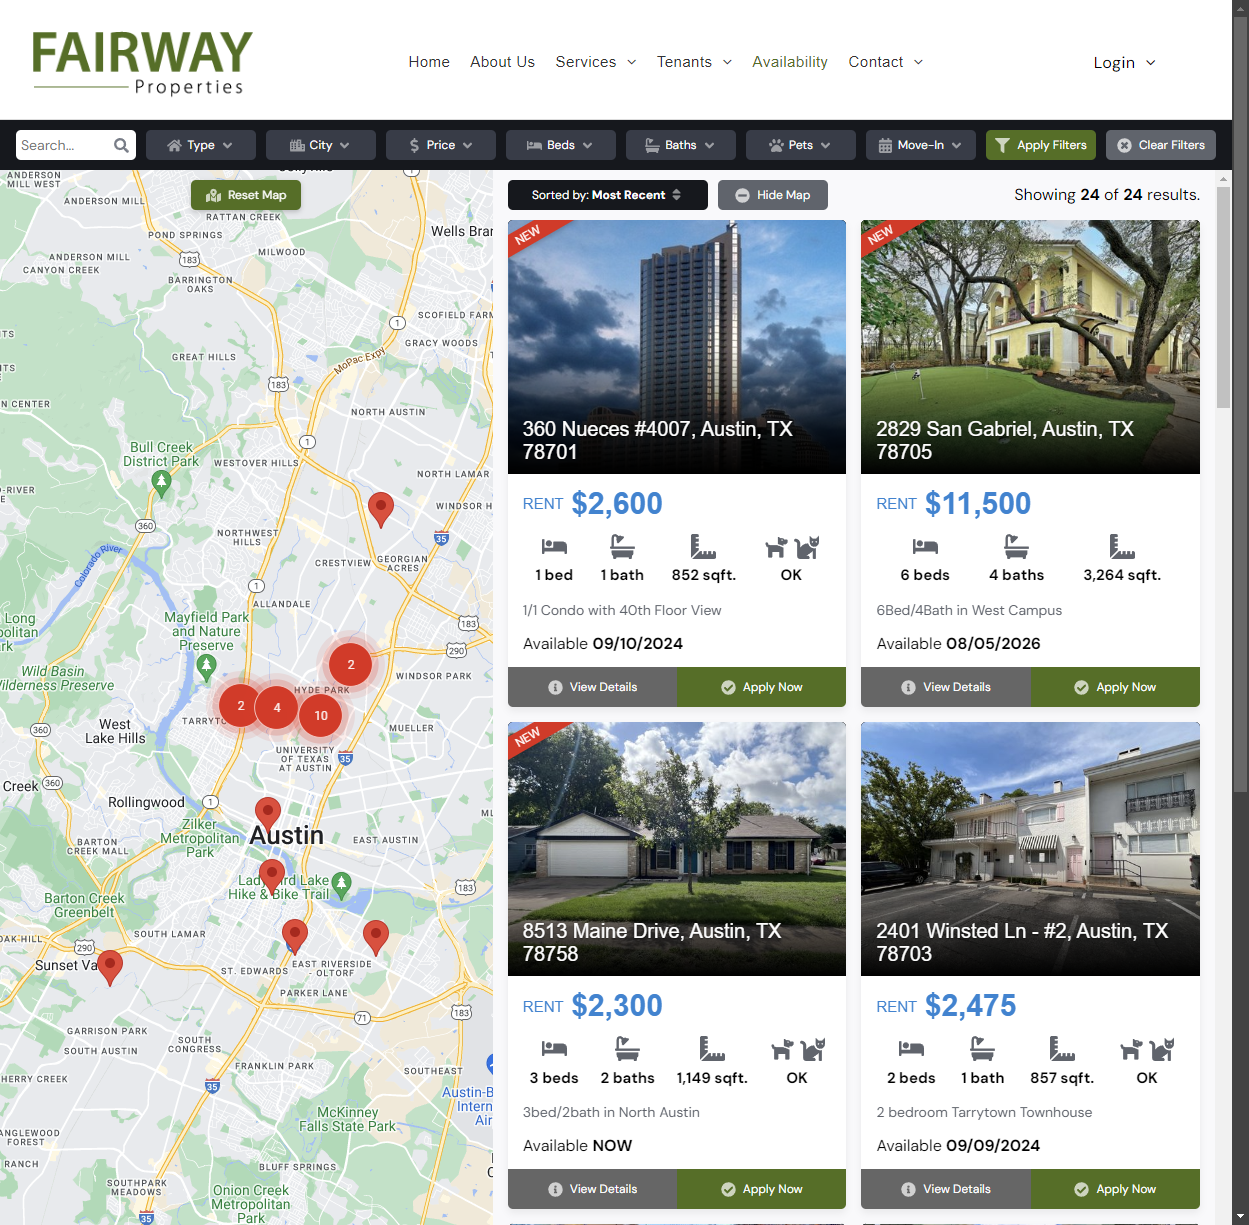 FAIRWAY
Properties
Home About Us Services Tenants Availability Contact Login
Search... Type City Price Beds Baths Pets Move-In Apply Filters Clear Filters
Reset Map
Sorted by: Most Recent Hide Map Showing 24 of 24 results.
ANDERSON
MILL WEST
ANDERSON MILL
RATTAN CREEK
POND SPRINGS
Wells Bran
MILWOOD
183
ANDERSON MILL
CANYON CREEK
BARRINGTON
OAKS
SCOFIELD FARM
1
GRACY WOODS
GREAT HILLS
MoPac Expy
183
N CENTER
NORTH AUSTIN
1
Bull Creek
District Park
WESTOVER HILLS
NORTH LAMAR
D-RIVER
WINDSOR H
360
NORTHWEST
HILLS
35
Colorado River
CRESTVIEW
GEORGIAN
ACRES
1
ALLANDALE
Long
politan
rk
Mayfield Park
and Nature
Preserve
183
290
Wild Basin
Wilderness Preserve
2
WINDSOR PARK
HYDE PARK
2
4
10
TARRYTO
West
Lake Hills
360
MUELLER
UNIVERSITY
OF TEXAS
AT AUSTIN
35
Creek
360
Rollingwood
1
Zilker
Metropolitan
Park
Austin
EAST AUSTIN
BARTON
CREEK MALL
Lady Bird Lake
Hike & Bike Trail
183
Barton Creek
Greenbelt
SOUTH LAMAR
OAK HILL
290
Sunset Va
ST. EDWARDS
EAST RIVERSIDE
- OLTORF
PARKER LANE
71
183
GARRISON PARK
SOUTH AUSTIN
SOUTH
CONGRESS
FRANKLIN PARK
SOUTHEAST
HERRY CREEK
35
Austin-B
Intern
Air
McKinney
Falls State Park
ANGLEWOOD
FOREST
RANCH
BLUFF SPRINGS
SOUTHPARK
MEADOWS
Onion Creek
Metropolitan
Park
35
NEW
360 Nueces #4007, Austin, TX
78701
RENT $2,600
1 bed 1 bath 852 sqft. OK
1/1 Condo with 40th Floor View
Available 09/10/2024
View Details Apply Now
NEW
2829 San Gabriel, Austin, TX
78705
RENT $11,500
6 beds 4 baths 3,264 sqft.
6Bed/4Bath in West Campus
Available 08/05/2026
View Details Apply Now
NEW
8513 Maine Drive, Austin, TX
78758
RENT $2,300
3 beds 2 baths 1,149 sqft. OK
3bed/2bath in North Austin
Available NOW
View Details Apply Now
2401 Winsted Ln - #2, Austin, TX
78703
RENT $2,475
2 beds 1 bath 857 sqft. OK
2 bedroom Tarrytown Townhouse
Available 09/09/2024
View Details Apply Now